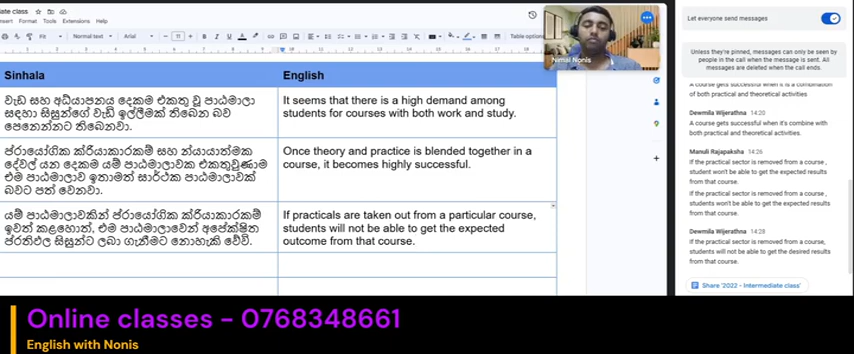 iate class
nsert Format Tools Extensions Help
Fit
Normal text
Arial
11
B I U A
Table options
Sinhala English
වැඩ සහ අධ්‍යාපනය දෙකම එකතු වූ පාඨමාලා
සඳහා සිසුන්ගේ වැඩි ඉල්ලීමක් තිබෙන බව
පෙනෙන්නට තිබෙනවා.
It seems that there is a high demand among
students for courses with both work and study.
ප්රායෝගික ක්රියාකාරකම් සහ න්යායාත්මක
දේවල් යන දෙකම යම් පාඨමාලාවක එකතුවුණාම
එම පාඨමාලාව ඉතාමත් සාර්ථක පාඨමාලාවක්
බවට පත් වෙනවා.
Once theory and practice is blended together in a
course, it becomes highly successful.
යම් පාඨමාලාවකින් ප්රායෝගික ක්රියාකාරකම්
ඉවත් කළහොත්, එම පාඨමාලාවෙන් අපේක්ෂිත
ප්රතිඵල සිසුන්ට ලබා ගැනීමට නොහැකි වේවි.
If practicals are taken out from a particular course,
students will not be able to get the expected
outcome from that course.
Nimal Nonis
Let everyone send messages
Unless they're pinned, messages can only be seen by
people in the call when the message is sent. All
messages are deleted when the call ends.
A course gets successful when it is a combination
of both practical and theoretical activities
Dewmila Wijerathna 14:20
A course gets successful when it's combine with
both practical and theoretical activities.
Manuli Rajapaksha 14:26
If the practical sector is removed from a course ,
student won't be able to get the expected results
from that course.
If the practical sector is removed from a course ,
students won't be able to get the expected results
from that course.
Dewmila Wijerathna 14:28
If the practical sector is removed from a course,
students will not be able to get the desired results
from that course.
Share '2022 - Intermediate class'
Online classes - 0768348661
English with Nonis